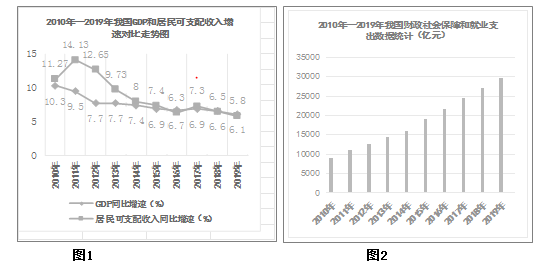 2010年—2019年我国GDP和居民可支配收入增
速对比走势图
15
10
5
0
11.27
14.13
12.65
9.73
8
7.4
6.3
7.3
6.5
5.8
10.3
9.5
7.7
7.7
7.4
6.9
6.7
6.9
6.6
6.1
2010年
2011年
2012年
2013年
2014年
2015年
2016年
2017年
2018年
2019年
GDP同比增速(%)
居民可支配收入同比增速(%)
图1
2010年—2019年我国财政社会保障和就业支
出数据统计(亿元)
35000
30000
25000
20000
15000
10000
5000
0
2010年
2011年
2012年
2013年
2014年
2015年
2016年
2017年
2018年
2019年
图2